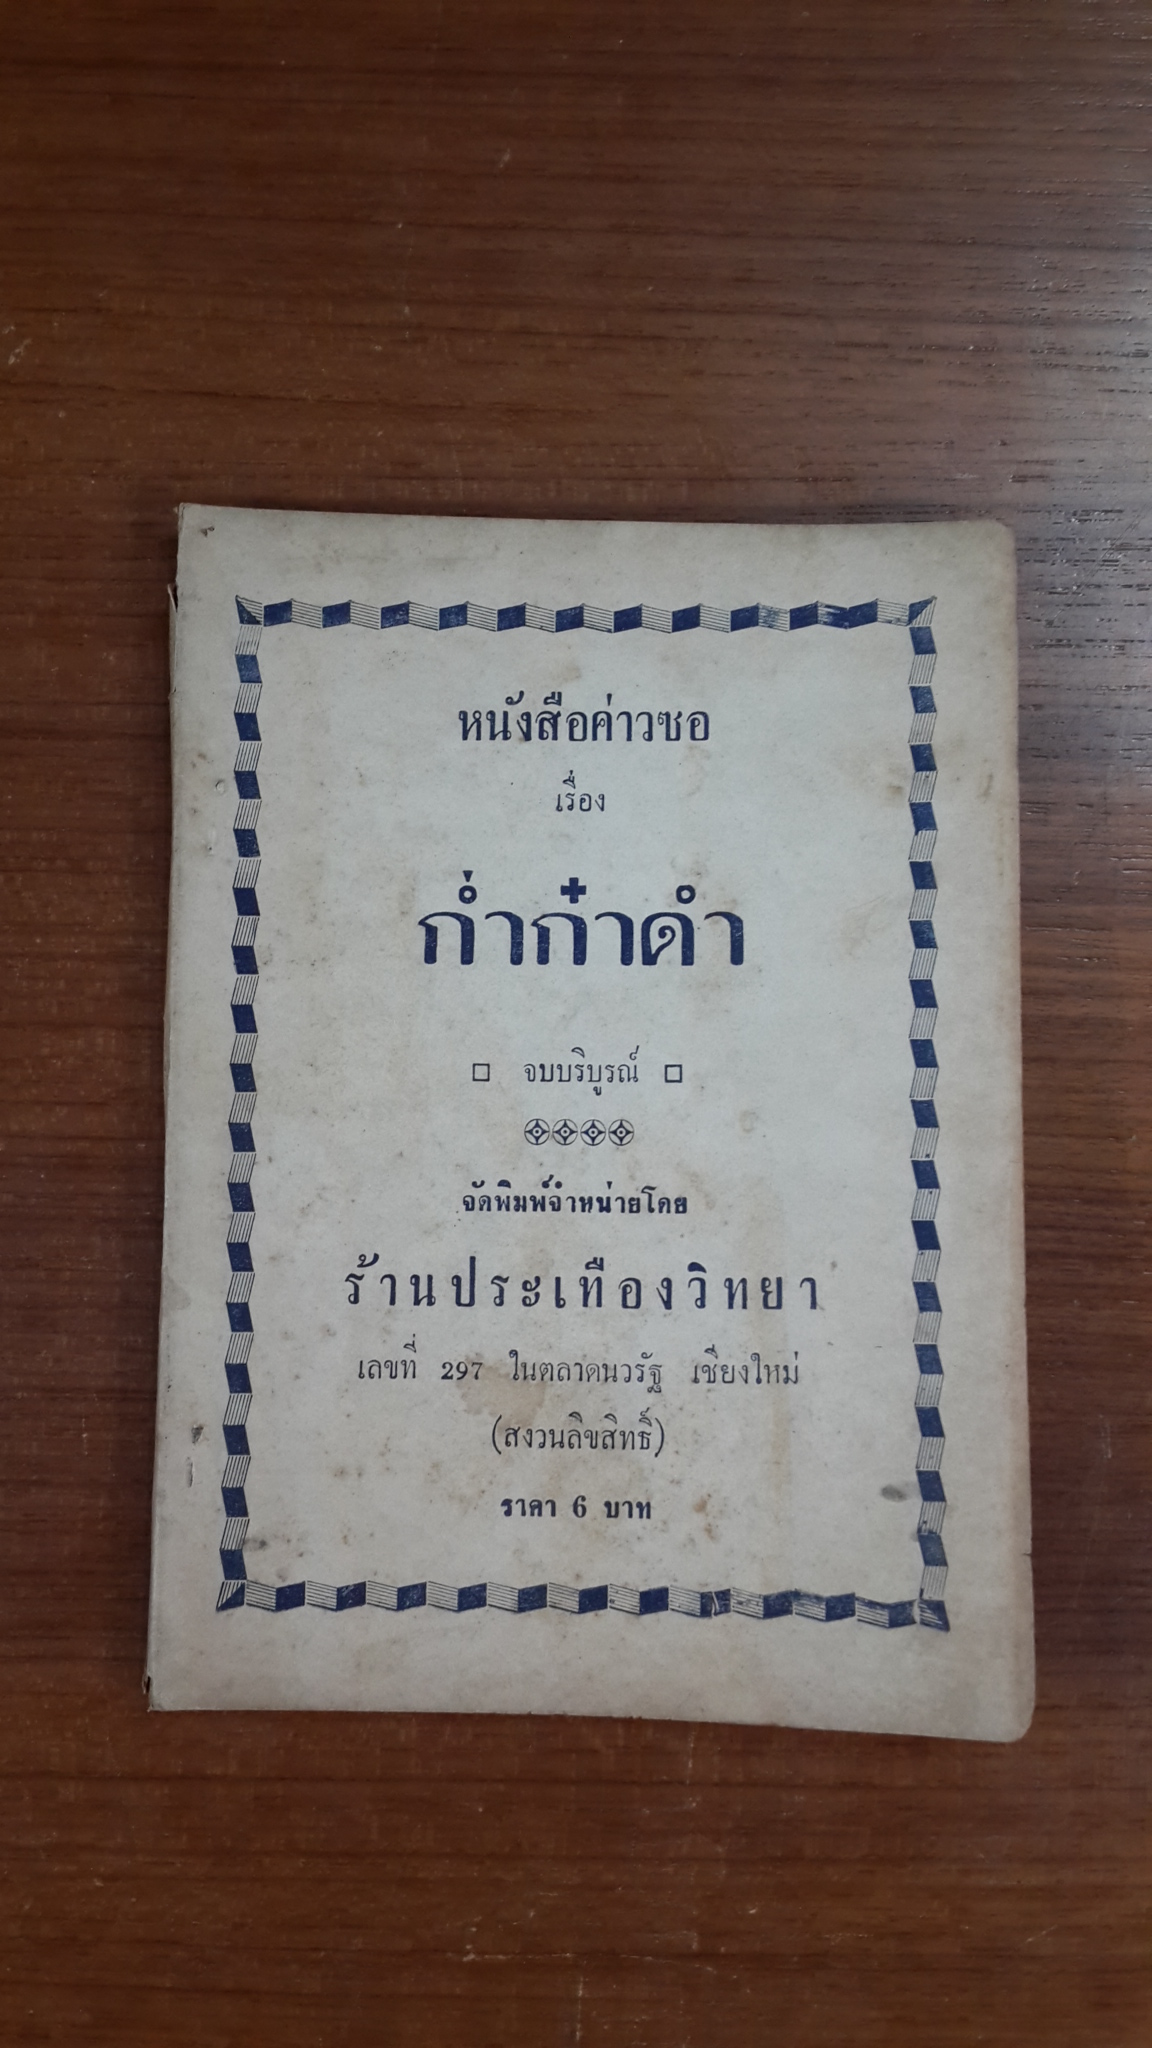 หนังสือค่าวซอ
เรื่อง
ก่ำก๋าดำ
จบบริบูรณ์
จัดพิมพ์จำหน่ายโดย
ร้านประเทืองวิทยา
เลขที่ 297 ในตลาดนวรัฐ เชียงใหม่
(สงวนลิขสิทธิ์)
ราคา 6 บาท